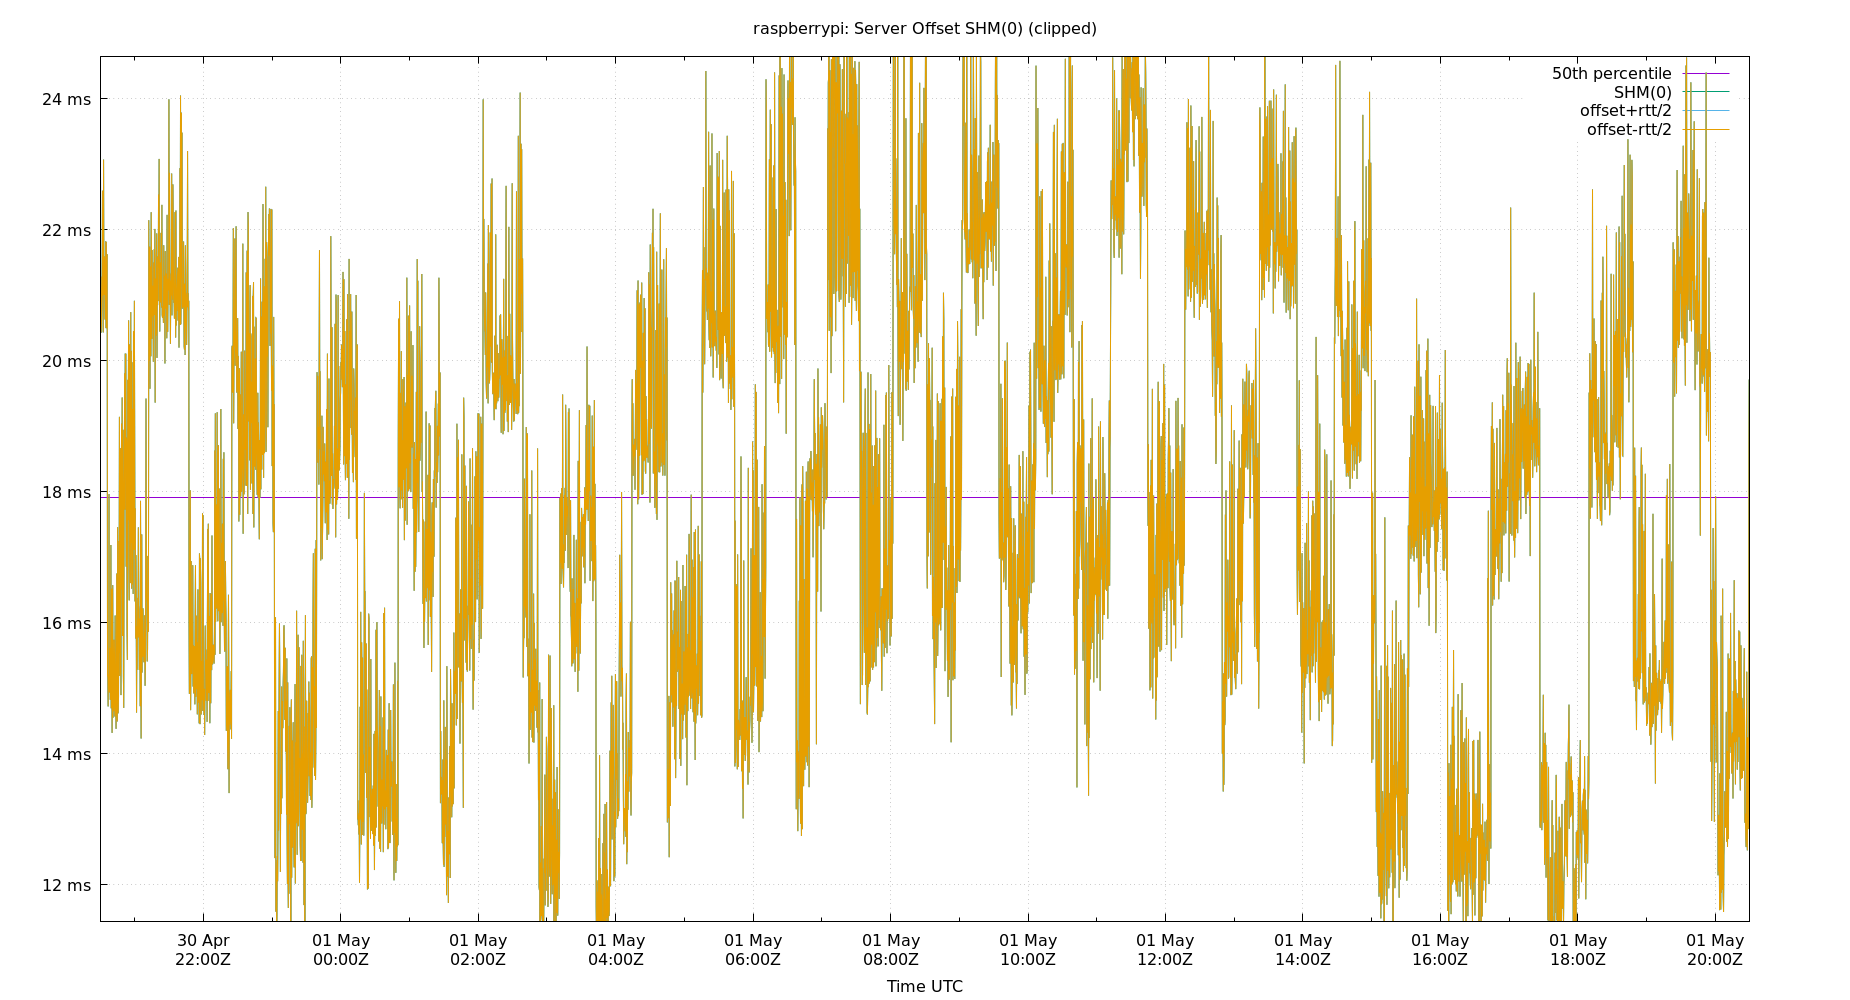 raspberrypi: Server Offset SHM(0) (clipped)
50th percentile
SHM(0)
offset+rtt/2
offset-rtt/2
24 ms
22 ms
20 ms
18 ms
16 ms
14 ms
12 ms
30 Apr 01 May 01 May 01 May 01 May 01 May 01 May 01 May 01 May 01 May 01 May 01 May
22:00Z 00:00Z 02:00Z 04:00Z 06:00Z 08:00Z 10:00Z 12:00Z 14:00Z 16:00Z 18:00Z 20:00Z
Time UTC